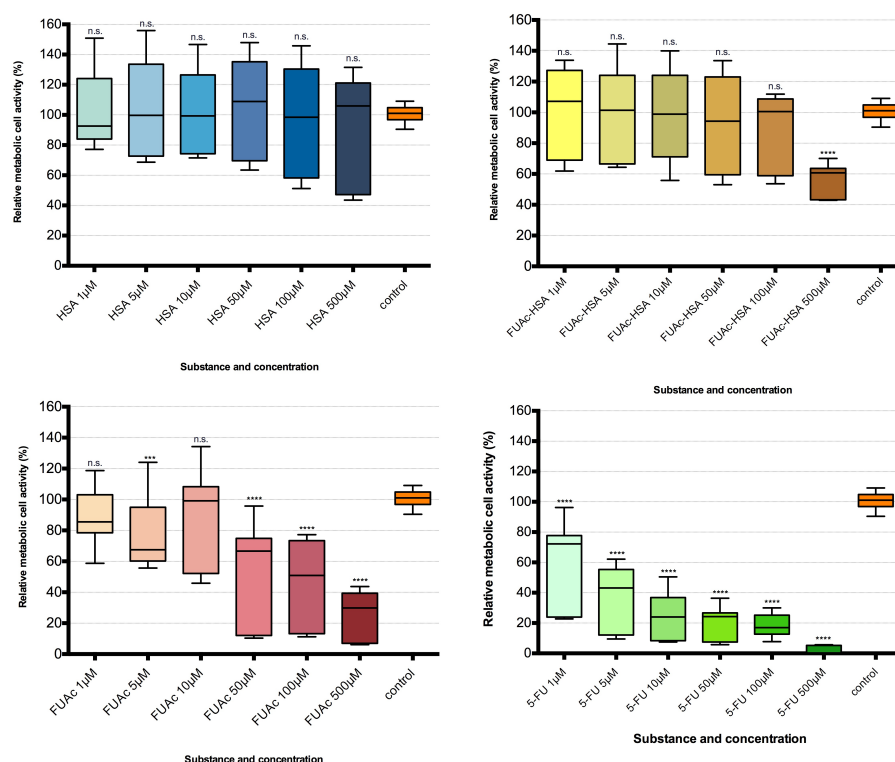 160
140
120
100
80
60
40
20
0
Relative metabolic cell activity (%)
n.s.
n.s.
n.s.
n.s.
n.s.
n.s.
HSA 1µM
HSA 5µM
HSA 10µM
HSA 50µM
HSA 100µM
HSA 500µM
control
Substance and concentration
160
140
120
100
80
60
40
20
0
Relative metabolic cell activity (%)
n.s.
n.s.
n.s.
n.s.
n.s.
****
FUAc-HSA 1µM
FUAc-HSA 5µM
FUAc-HSA 10µM
FUAc-HSA 50µM
FUAc-HSA 100µM
FUAc-HSA 500µM
control
Substance and concentration
160
140
120
100
80
60
40
20
0
Relative metabolic cell activity (%)
n.s.
***
n.s.
****
****
****
FUAc 1µM
FUAc 5µM
FUAc 10µM
FUAc 50µM
FUAc 100µM
FUAc 500µM
control
Substance and concentration
160
140
120
100
80
60
40
20
0
Relative metabolic cell activity (%)
****
****
****
****
****
****
5-FU 1µM
5-FU 5µM
5-FU 10µM
5-FU 50µM
5-FU 100µM
5-FU 500µM
control
Substance and concentration